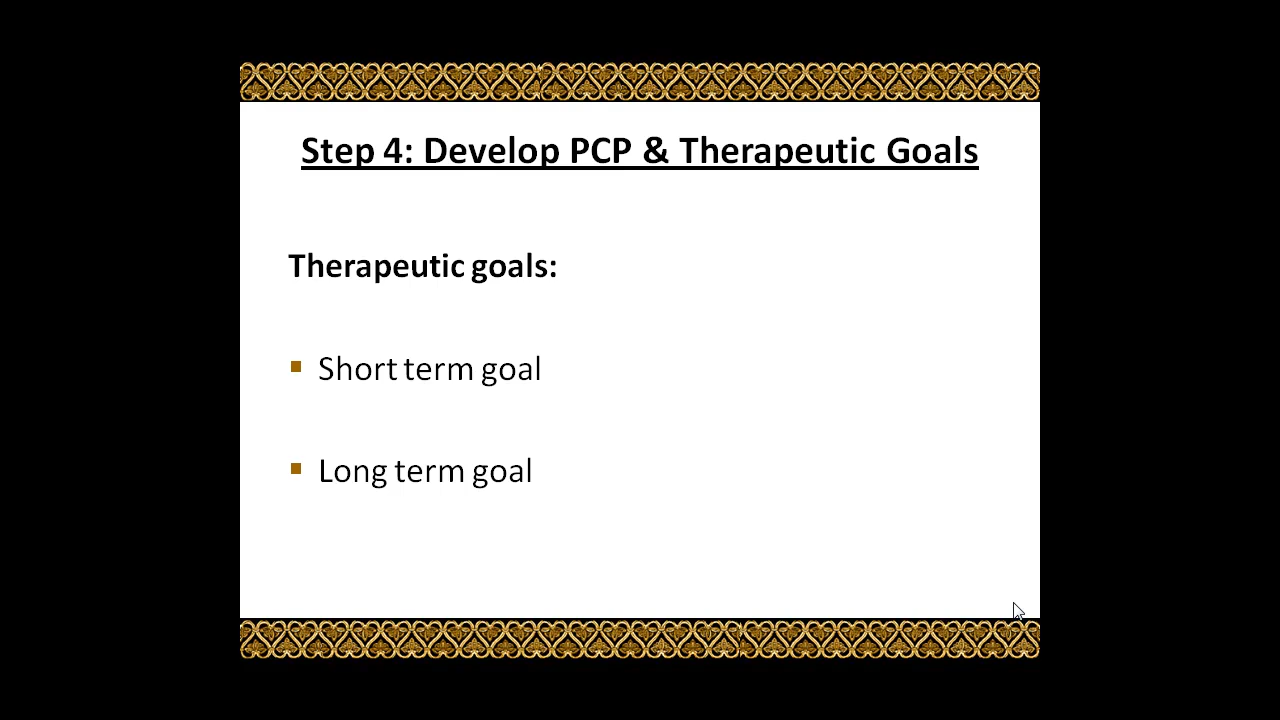 Step 4: Develop PCP & Therapeutic Goals
Therapeutic goals:
Short term goal
Long term goal